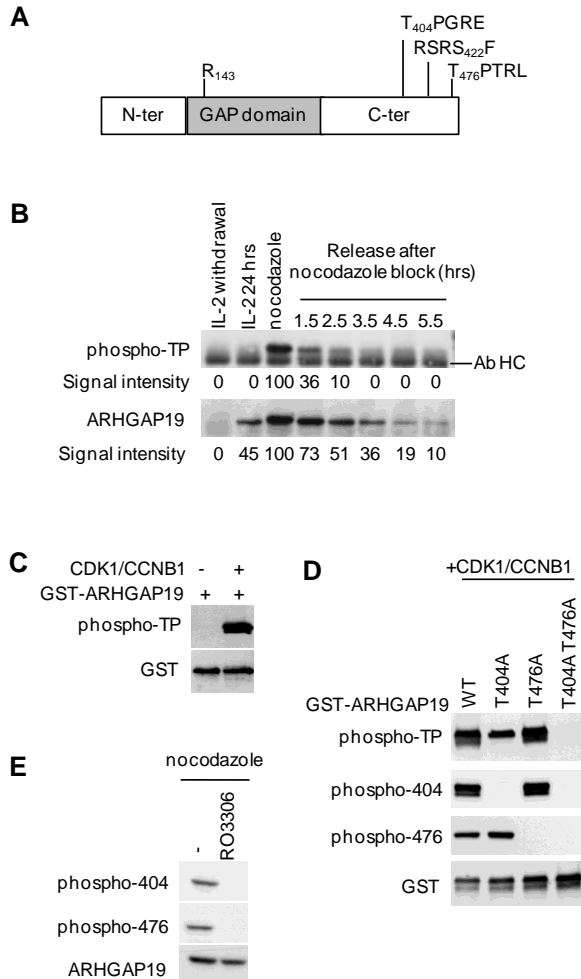 A
T404PGRE
RSRS422F
R143
T476PTRL
N-ter GAP domain C-ter
B
IL-2 withdrawal
IL-2 24 hrs
nocodazole
Release after
nocodazole block (hrs)
1.5 2.5 3.5 4.5 5.5
phospho-TP
Ab HC
Signal intensity 0 0 100 36 10 0 0 0
ARHGAP19
Signal intensity 0 45 100 73 51 36 19 10
C
CDK1/CCNB1 - +
GST-ARHGAP19 + +
phospho-TP
GST
D
+CDK1/CCNB1
GST-ARHGAP19
WT
T404A
T476A
T404A T476A
phospho-TP
phospho-404
phospho-476
GST
E
nocodazole
-
RO3306
phospho-404
phospho-476
ARHGAP19